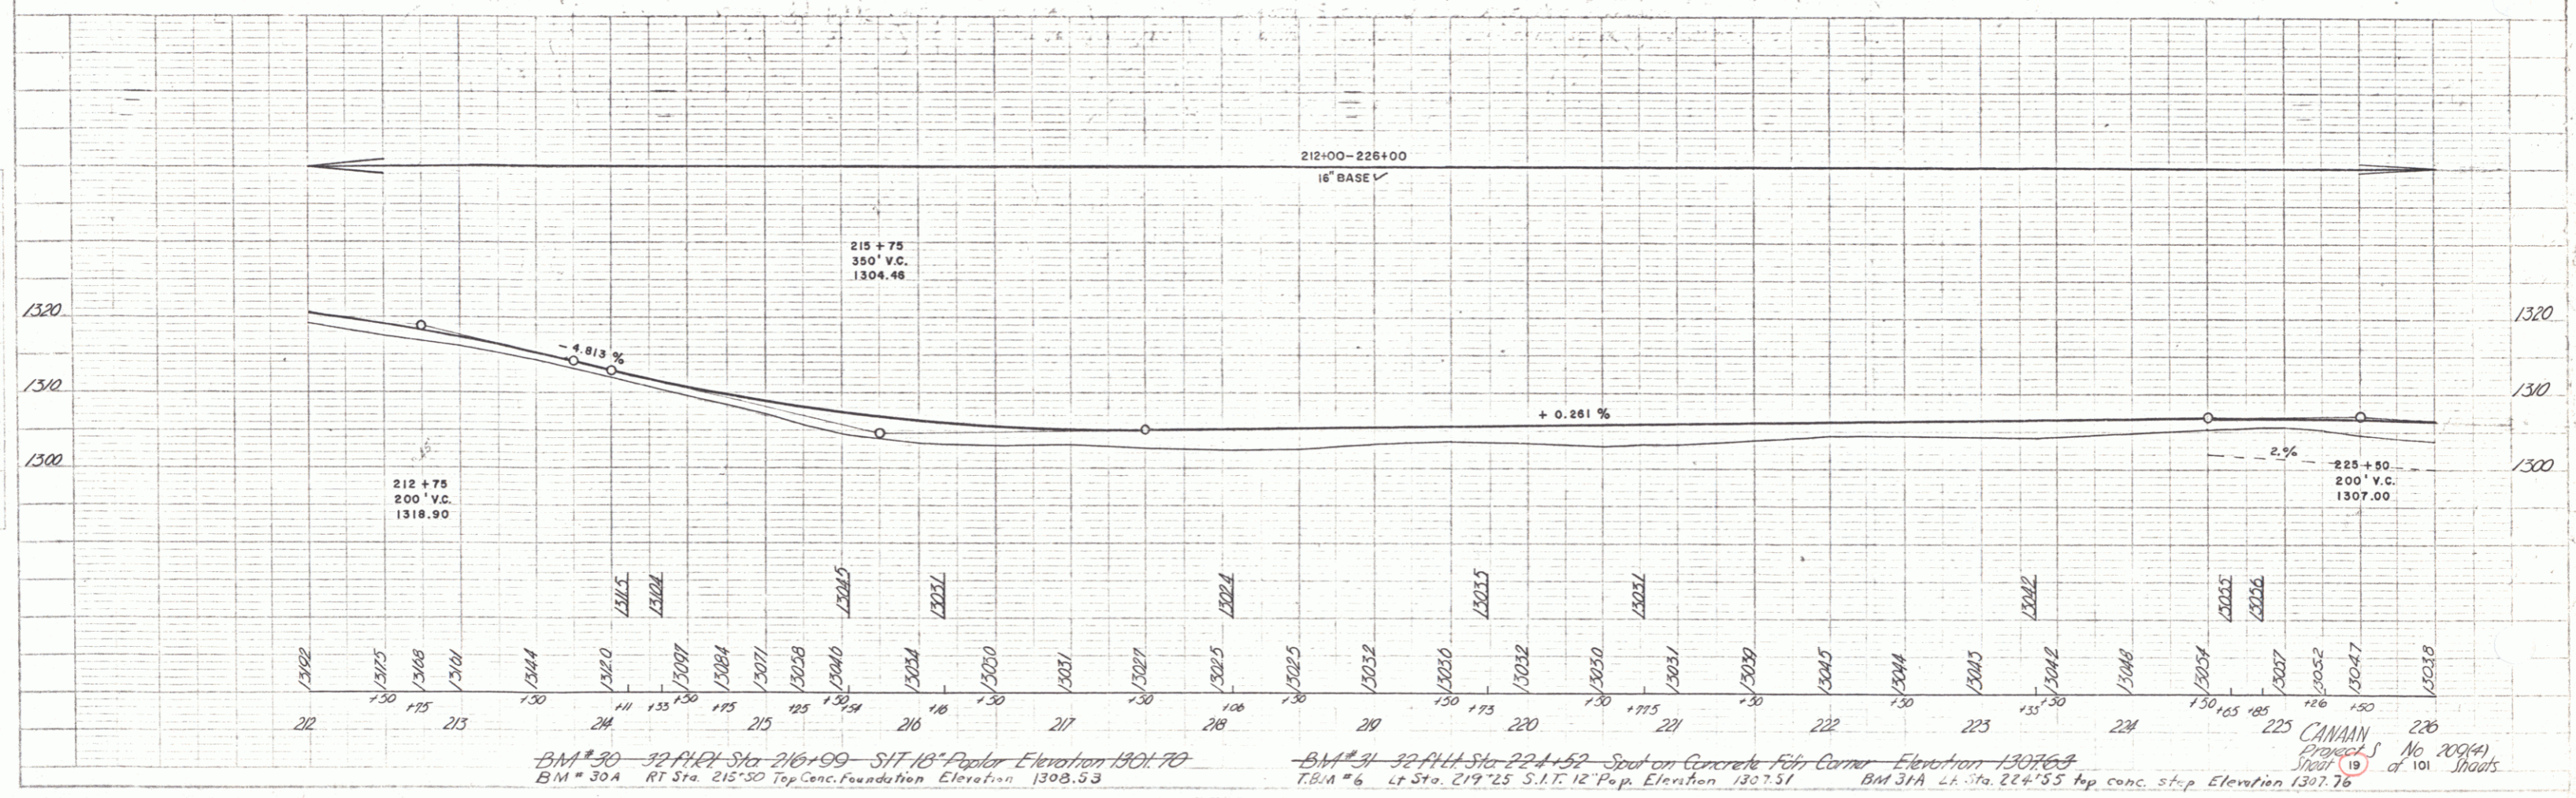 212+00-226+00
16" BASE ✓
215 + 75
350' V.C.
1304.46
1320
1320
- 4.813 %
1310
1310
+ 0.261 %
1300
1300
2.%
212 + 75
200' V.C.
1318.90
225+50
200' V.C.
1307.00
1311.5 1310.4 1304.5 1303.1 1302.4 1303.5 1303.1 1304.2 1305.5 1305.6
1319.2 1317.5 1316.8 1316.1 1314.4 1312.0 1309.7 1308.4 1307.1 1305.8 1304.6 1303.4 1303.0 1303.1 1302.7 1302.5 1302.5 1303.2 1303.6 1303.2 1303.0 1303.1 1303.9 1304.5 1304.4 1304.3 1304.2 1304.8 1305.4 1305.7 1305.2 1304.7 1303.8
+50 +75 +50 +11 +33 +50 +75 +25 +50 +54 +16 +50 +50 +06 +50 +50 +73 +50 +77.5 +50 +50 +35 +50 +50 +65 +85 +26 +50
212 213 214 215 216 217 218 219 220 221 222 223 224 225 226
BM #30 32 ft Rt Sta 216+99 SIT 18" Poplar Elevation 1301.70
BM # 30A RT Sta. 215+50 Top Conc. Foundation Elevation 1308.53
BM #31 32 ft Lt Sta 224+52 Spot on Concrete Fdn Corner Elevation 1307.63
T.B.M #6 Lt Sta. 219+25 S.I.T. 12" Pop. Elevation 1307.51
BM 31A Lt. Sta. 224+55 top conc. step Elevation 1307.76
CANAAN
Project S No 209(4)
Sheet 19 of 101 Sheets